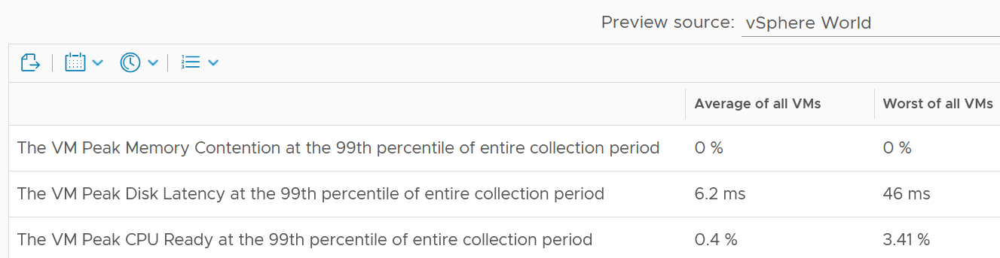 Preview source: vSphere World
Average of all VMs Worst of all VMs
The VM Peak Memory Contention at the 99th percentile of entire collection period 0 % 0 %
The VM Peak Disk Latency at the 99th percentile of entire collection period 6.2 ms 46 ms
The VM Peak CPU Ready at the 99th percentile of entire collection period 0.4 % 3.41 %